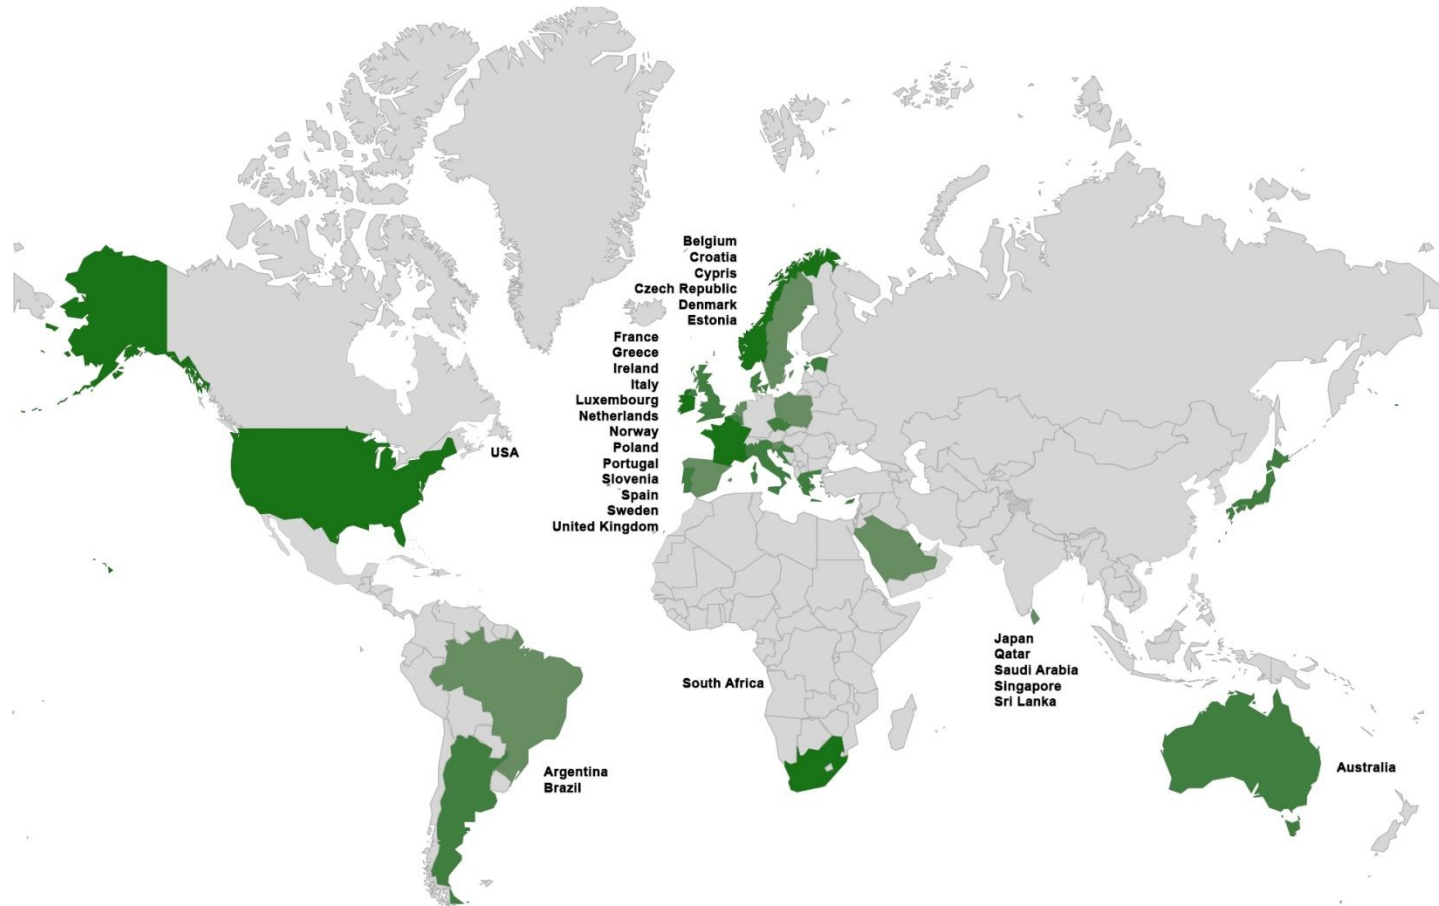 Belgium
Croatia
Cypris
Czech Republic
Denmark
Estonia
France
Greece
Ireland
Italy
Luxembourg
Netherlands
Norway
Poland
Portugal
Slovenia
Spain
Sweden
United Kingdom
USA
South Africa
Japan
Qatar
Saudi Arabia
Singapore
Sri Lanka
Argentina
Brazil
Australia